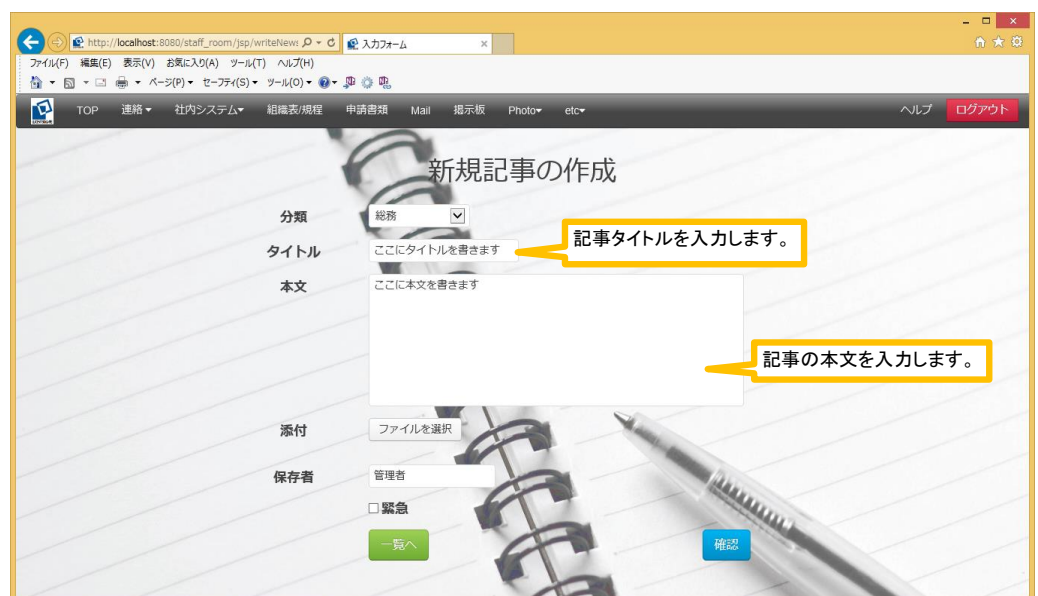 http://localhost:8080/staff_room/jsp/writeNews
入力フォーム
ファイル(F) 編集(E) 表示(V) お気に入り(A) ツール(T) ヘルプ(H)
ページ(P) セーフティ(S) ツール(O)
TOP 連絡 社内システム 組織表/規程 申請書類 Mail 掲示板 Photo etc ヘルプ ログアウト
新規記事の作成
分類 総務
記事タイトルを入力します。
タイトル ここにタイトルを書きます
本文 ここに本文を書きます
記事の本文を入力します。
添付 ファイルを選択
保存者 管理者
緊急
一覧へ 確認